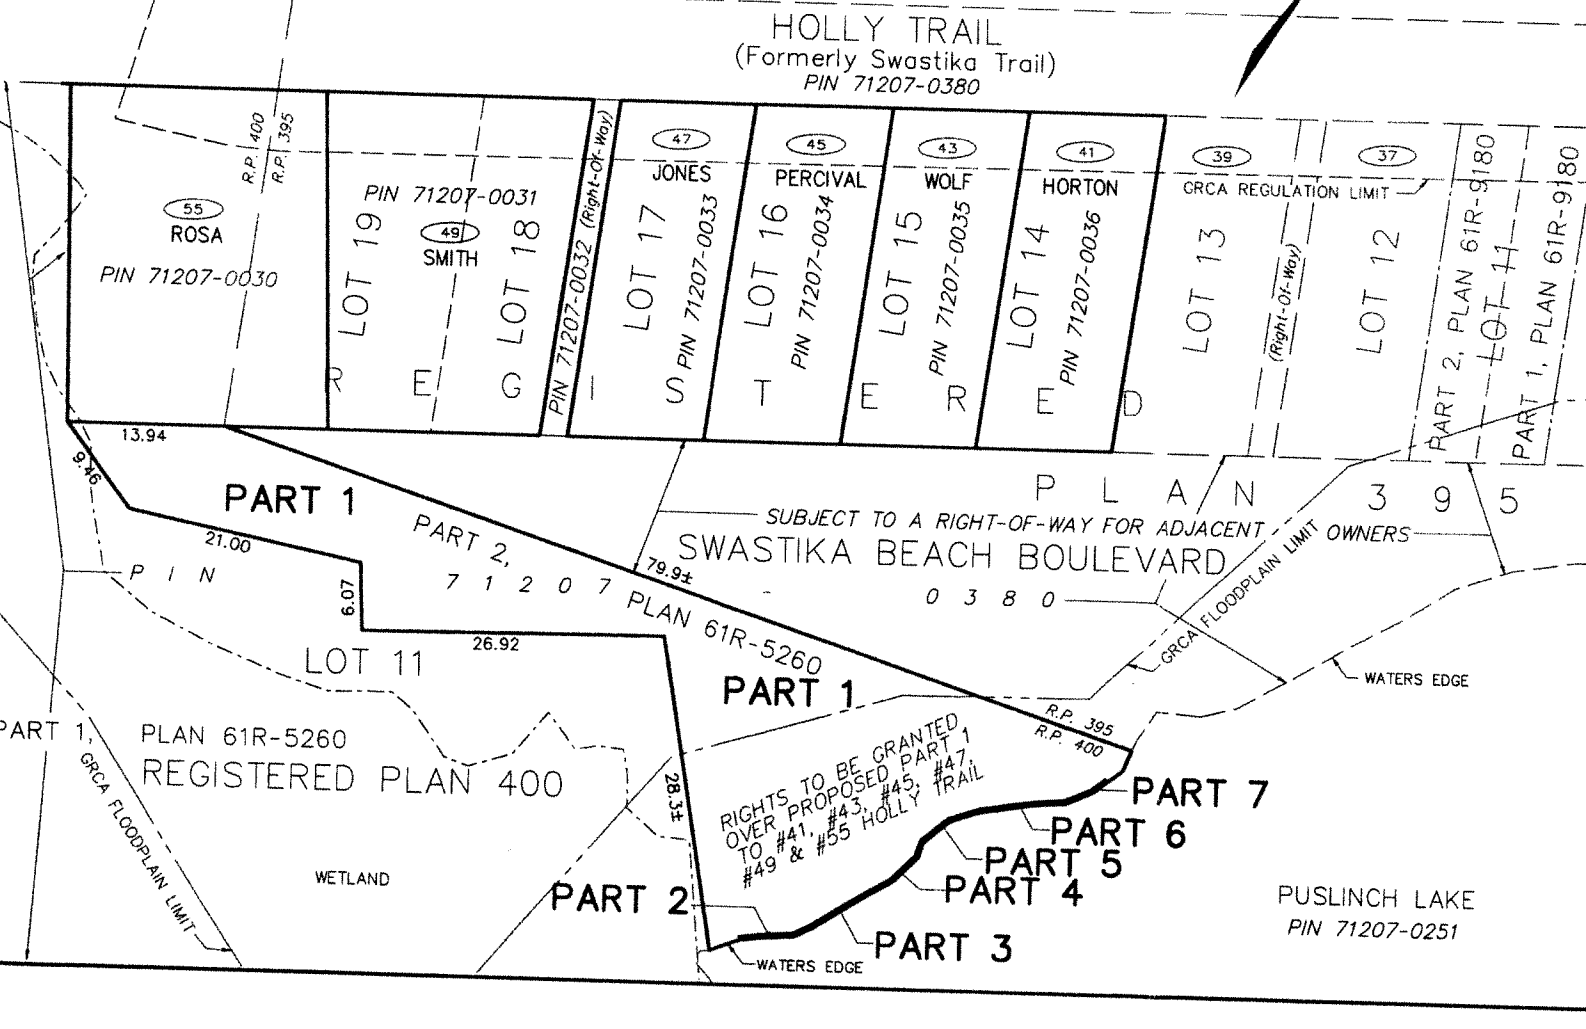 HOLLY TRAIL
(Formerly Swastika Trail)
PIN 71207-0380
R.P. 400
R.P. 395
55
ROSA
PIN 71207-0030
PIN 71207-0031
49
SMITH
LOT 19
LOT 18
PIN 71207-0032 (Right-Of-Way)
47
JONES
LOT 17
PIN 71207-0033
45
PERCIVAL
LOT 16
PIN 71207-0034
43
WOLF
LOT 15
PIN 71207-0035
41
HORTON
LOT 14
PIN 71207-0036
39
GRCA REGULATION LIMIT
LOT 13
(Right-Of-Way)
37
LOT 12
PART 2, PLAN 61R-9180
LOT 11
PART 1, PLAN 61R-9180
REGISTERED
PLAN 395
13.94
9.46
PART 1
21.00
6.07
26.92
PART 2,
PLAN 61R-5260
79.9±
SUBJECT TO A RIGHT-OF-WAY FOR ADJACENT OWNERS
SWASTIKA BEACH BOULEVARD
PIN 71207 0380
GRCA FLOODPLAIN LIMIT
WATERS EDGE
LOT 11
PART 1,
PLAN 61R-5260
REGISTERED PLAN 400
GRCA FLOODPLAIN LIMIT
WETLAND
28.3±
PART 1
R.P. 395
R.P. 400
RIGHTS TO BE GRANTED
OVER PROPOSED PART 1
TO #41, #43, #45, #47,
#49 & #55 HOLLY TRAIL
PART 7
PART 6
PART 5
PART 4
PART 2
PART 3
WATERS EDGE
PUSLINCH LAKE
PIN 71207-0251